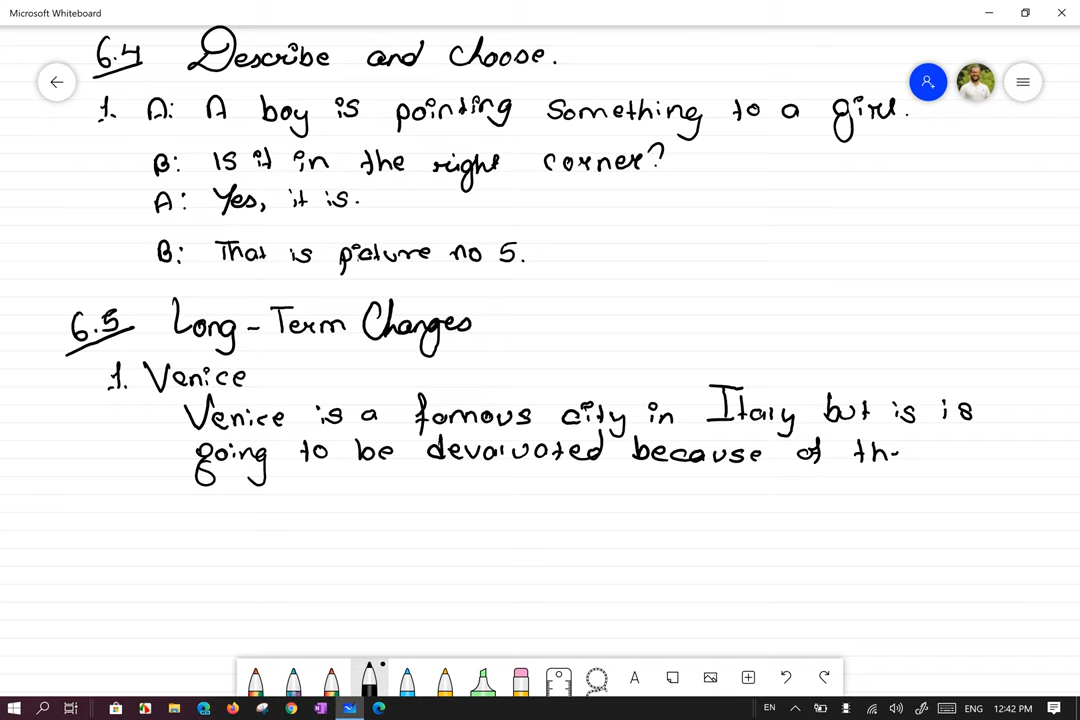 Microsoft Whiteboard
6.4 Describe and choose.
1. A: A boy is pointing something to a girl.
B: Is it in the right corner?
A: Yes, it is.
B: That is picture no 5.
6.5 Long-Term Changes
1. Venice
Venice is a famous city in Italy but is is
going to be devaluated because of th
A
EN
ENG 12:42 PM